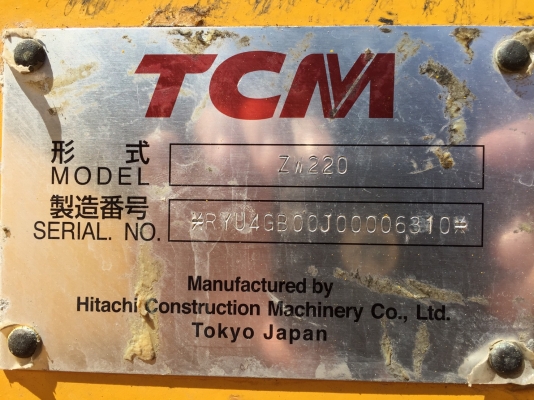 TCM
形式 ZW220
MODEL
製造番号 *RYU4GB00J00006310*
SERIAL. NO.
Manufactured by
Hitachi Construction Machinery Co., Ltd.
Tokyo Japan